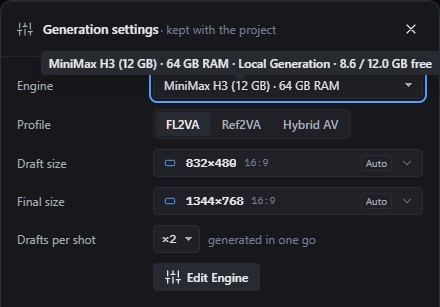 Generation settings · kept with the project
MiniMax H3 (12 GB) · 64 GB RAM · Local Generation · 8.6 / 12.0 GB free
Engine
MiniMax H3 (12 GB) · 64 GB RAM
Profile
FL2VA
Ref2VA
Hybrid AV
Draft size
832×480 16:9
Auto
Final size
1344×768 16:9
Auto
Drafts per shot
×2
generated in one go
Edit Engine